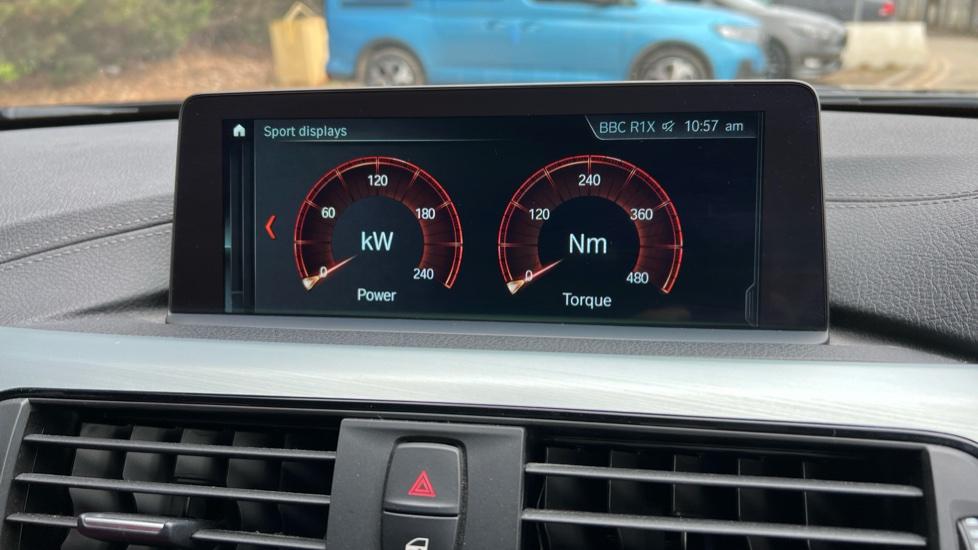 Sport displays
BBC R1X 10:57 am
120
60 180
kW
0 240
Power
240
120 360
Nm
0 480
Torque